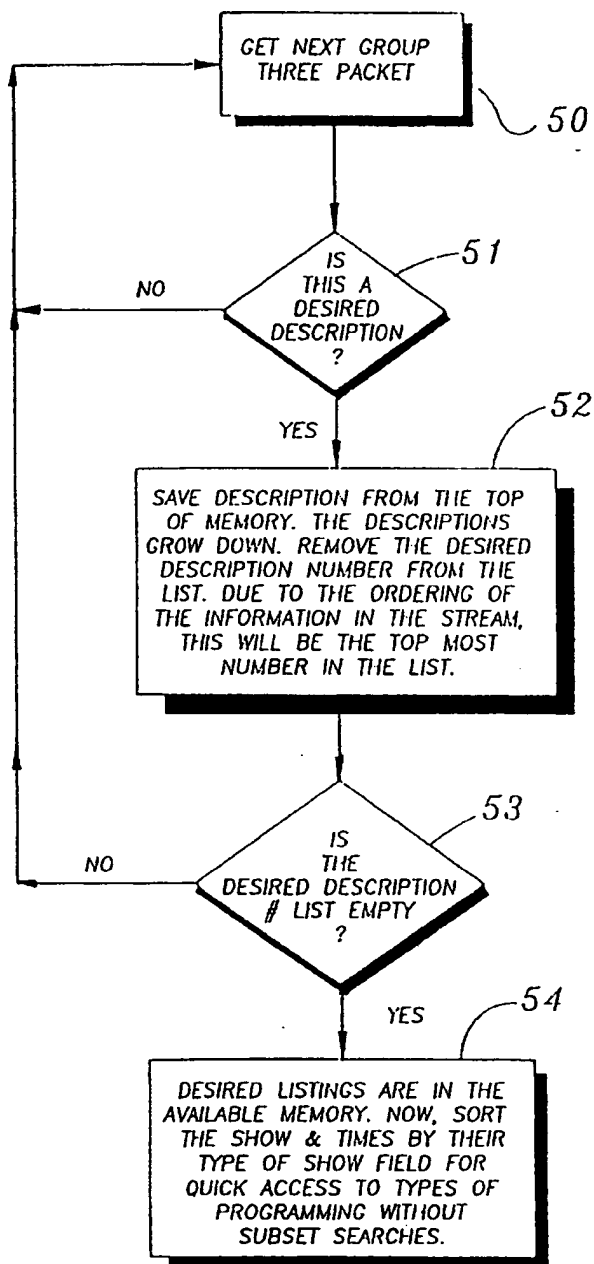 GET NEXT GROUP
THREE PACKET
50
IS
THIS A
DESIRED
DESCRIPTION
?
51
NO
YES
52
SAVE DESCRIPTION FROM THE TOP
OF MEMORY. THE DESCRIPTIONS
GROW DOWN. REMOVE THE DESIRED
DESCRIPTION NUMBER FROM THE
LIST. DUE TO THE ORDERING OF
THE INFORMATION IN THE STREAM,
THIS WILL BE THE TOP MOST
NUMBER IN THE LIST.
53
IS
THE
DESIRED DESCRIPTION
# LIST EMPTY
?
NO
YES
54
DESIRED LISTINGS ARE IN THE
AVAILABLE MEMORY. NOW, SORT
THE SHOW & TIMES BY THEIR
TYPE OF SHOW FIELD FOR
QUICK ACCESS TO TYPES OF
PROGRAMMING WITHOUT
SUBSET SEARCHES.